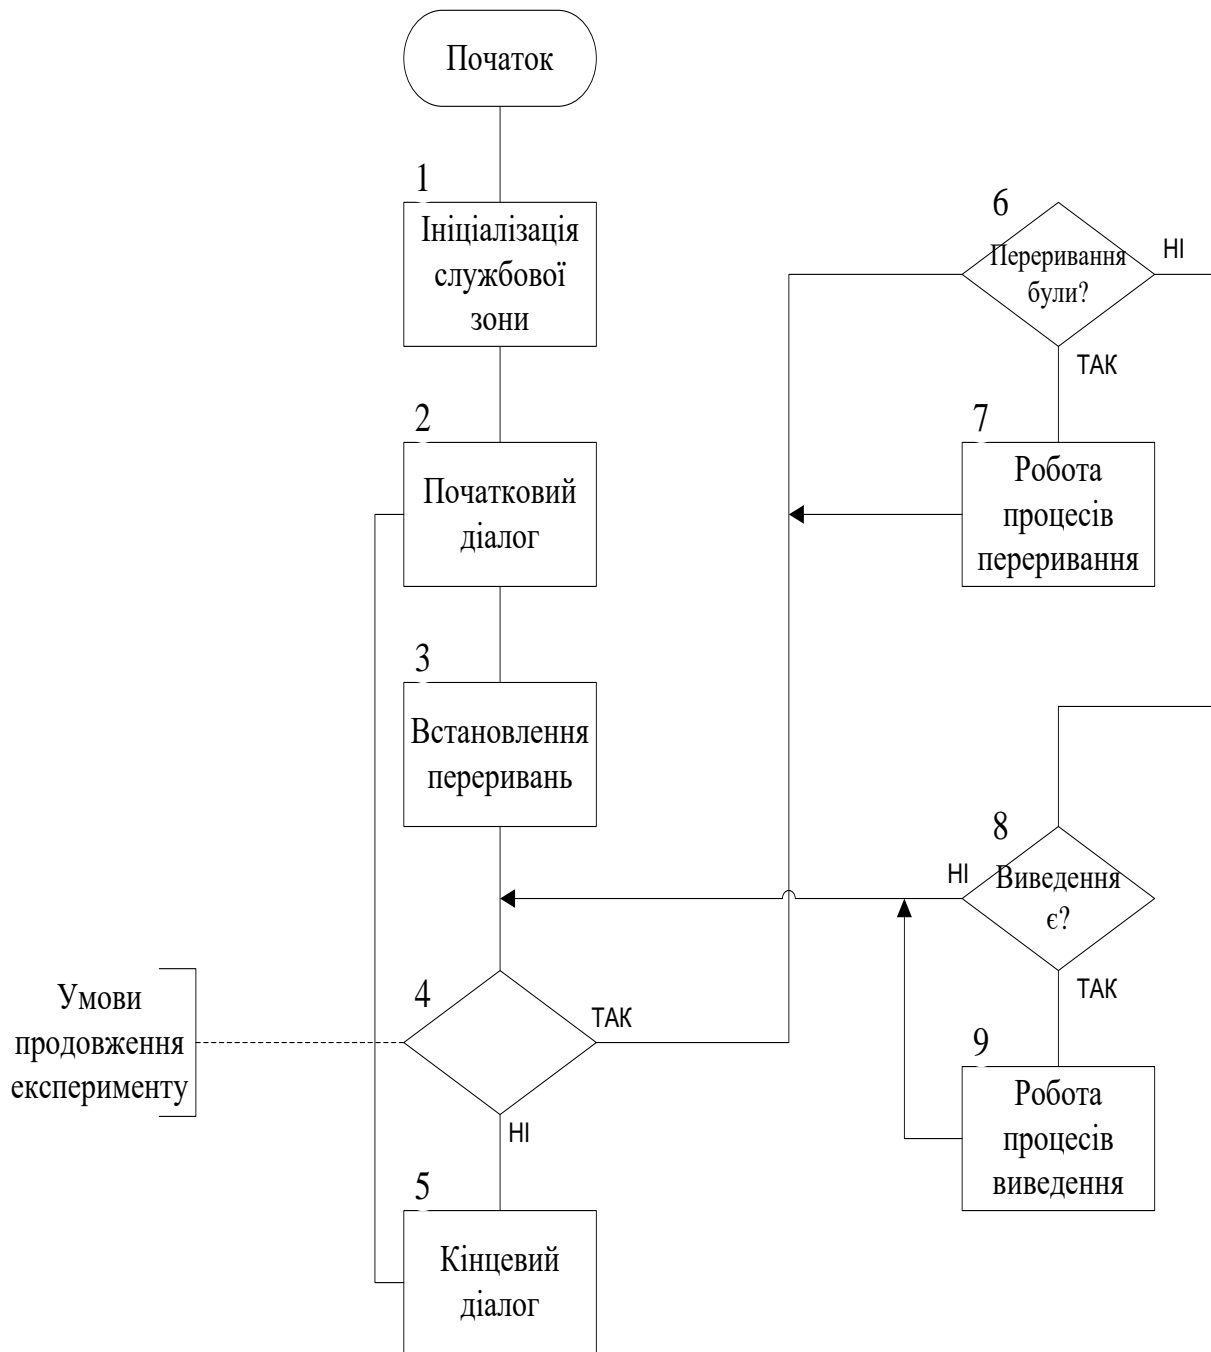 Початок
1
Ініціалізація
службової
зони
2
Початковий
діалог
3
Встановлення
переривань
Умови
продовження
експерименту
4
ТАК
НІ
5
Кінцевий
діалог
6
Переривання
були?
НІ
ТАК
7
Робота
процесів
переривання
8
НІ
Виведення
є?
ТАК
9
Робота
процесів
виведення